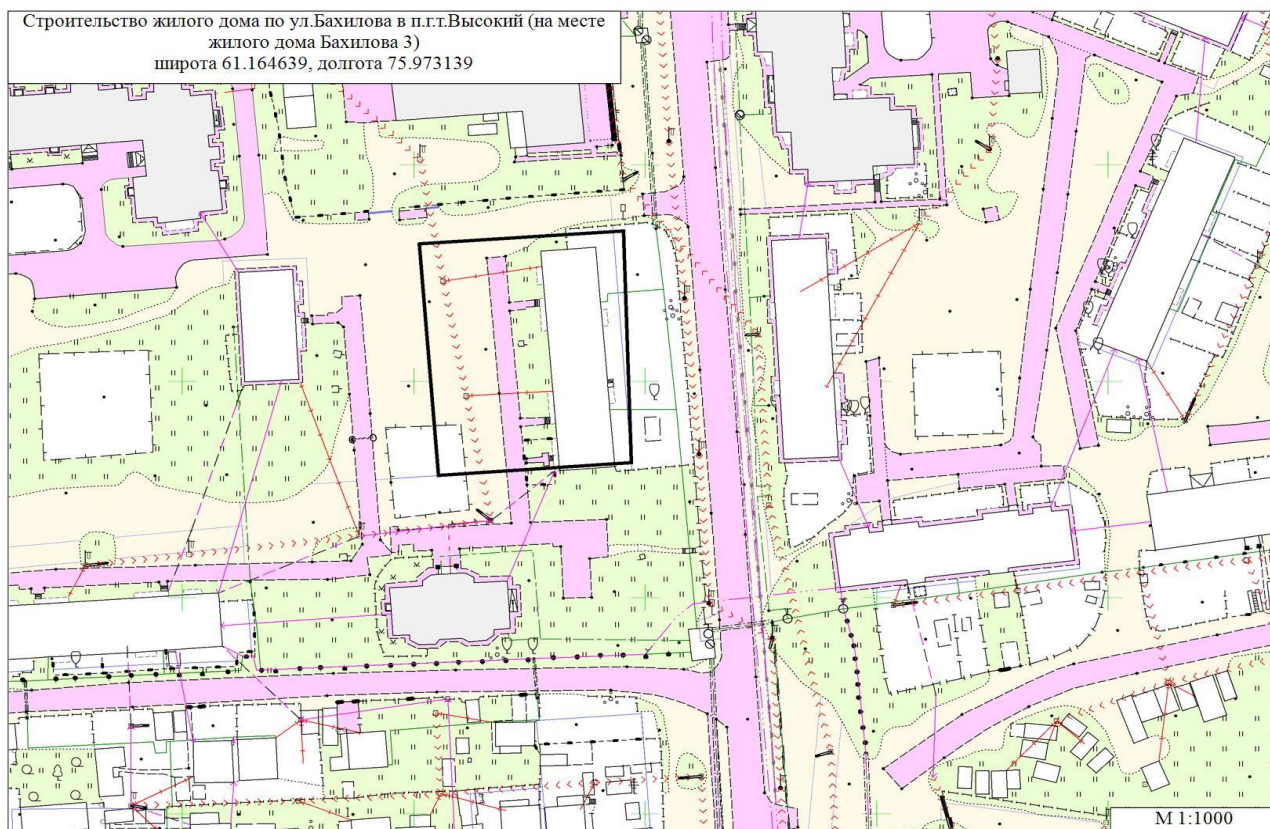 Строительство жилого дома по ул.Бахилова в п.г.т.Высокий (на месте
жилого дома Бахилова 3)
широта 61.164639, долгота 75.973139
М 1:1000